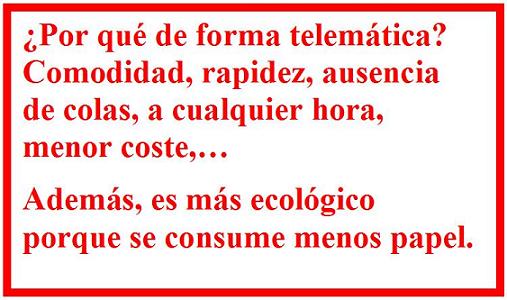 ¿Por qué de forma telemática?
Comodidad, rapidez, ausencia
de colas, a cualquier hora,
menor coste,…
Además, es más ecológico
porque se consume menos papel.